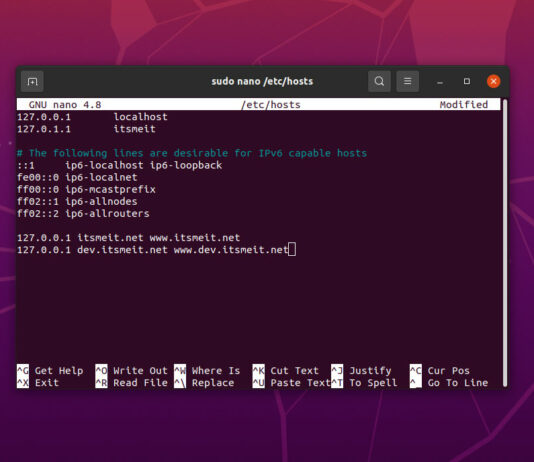 sudo nano /etc/hosts
GNU nano 4.8 /etc/hosts Modified
127.0.0.1 localhost
127.0.1.1 itsmeit
# The following lines are desirable for IPv6 capable hosts
::1 ip6-localhost ip6-loopback
fe00::0 ip6-localnet
ff00::0 ip6-mcastprefix
ff02::1 ip6-allnodes
ff02::2 ip6-allrouters
127.0.0.1 itsmeit.net www.itsmeit.net
127.0.0.1 dev.itsmeit.net www.dev.itsmeit.net
^G Get Help ^O Write Out ^W Where Is ^K Cut Text ^J Justify ^C Cur Pos
^X Exit ^R Read File ^\ Replace ^U Paste Text ^T To Spell ^_ Go To Line